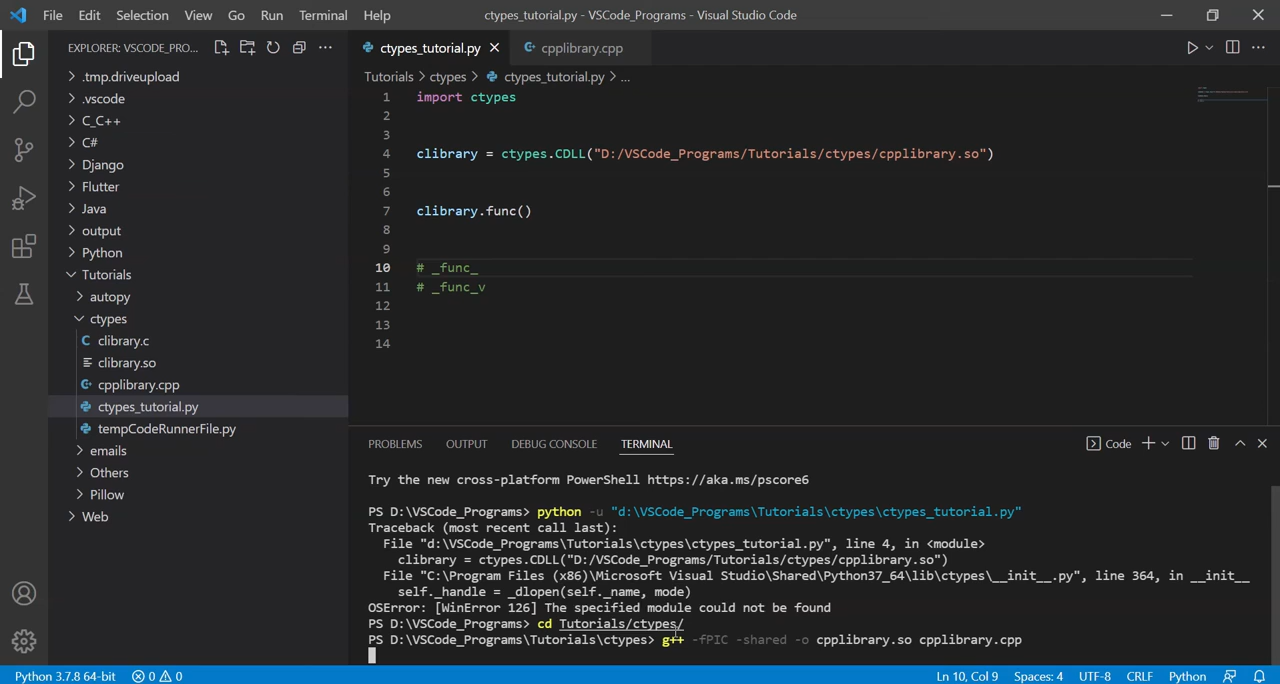 File Edit Selection View Go Run Terminal Help
ctypes_tutorial.py - VSCode_Programs - Visual Studio Code
EXPLORER: VSCODE_PRO...
.tmp.driveupload
.vscode
C_C++
C#
Django
Flutter
Java
output
Python
Tutorials
autopy
ctypes
clibrary.c
clibrary.so
cpplibrary.cpp
ctypes_tutorial.py
tempCodeRunnerFile.py
emails
Others
Pillow
Web
ctypes_tutorial.py cpplibrary.cpp
Tutorials > ctypes > ctypes_tutorial.py > ...
1 import ctypes
2
3
4 clibrary = ctypes.CDLL("D:/VSCode_Programs/Tutorials/ctypes/cpplibrary.so")
5
6
7 clibrary.func()
8
9
10 # _func_
11 # _func_v
12
13
14
PROBLEMS OUTPUT DEBUG CONSOLE TERMINAL
Code
Try the new cross-platform PowerShell https://aka.ms/pscore6
PS D:\VSCode_Programs> python -u "d:\VSCode_Programs\Tutorials\ctypes\ctypes_tutorial.py"
Traceback (most recent call last):
File "d:\VSCode_Programs\Tutorials\ctypes\ctypes_tutorial.py", line 4, in <module>
clibrary = ctypes.CDLL("D:/VSCode_Programs/Tutorials/ctypes/cpplibrary.so")
File "C:\Program Files (x86)\Microsoft Visual Studio\Shared\Python37_64\lib\ctypes\__init__.py", line 364, in __init__
self._handle = _dlopen(self._name, mode)
OSError: [WinError 126] The specified module could not be found
PS D:\VSCode_Programs> cd Tutorials/ctypes/
PS D:\VSCode_Programs\Tutorials\ctypes> g++ -fPIC -shared -o cpplibrary.so cpplibrary.cpp
Python 3.7.8 64-bit 0 0
Ln 10, Col 9 Spaces: 4 UTF-8 CRLF Python